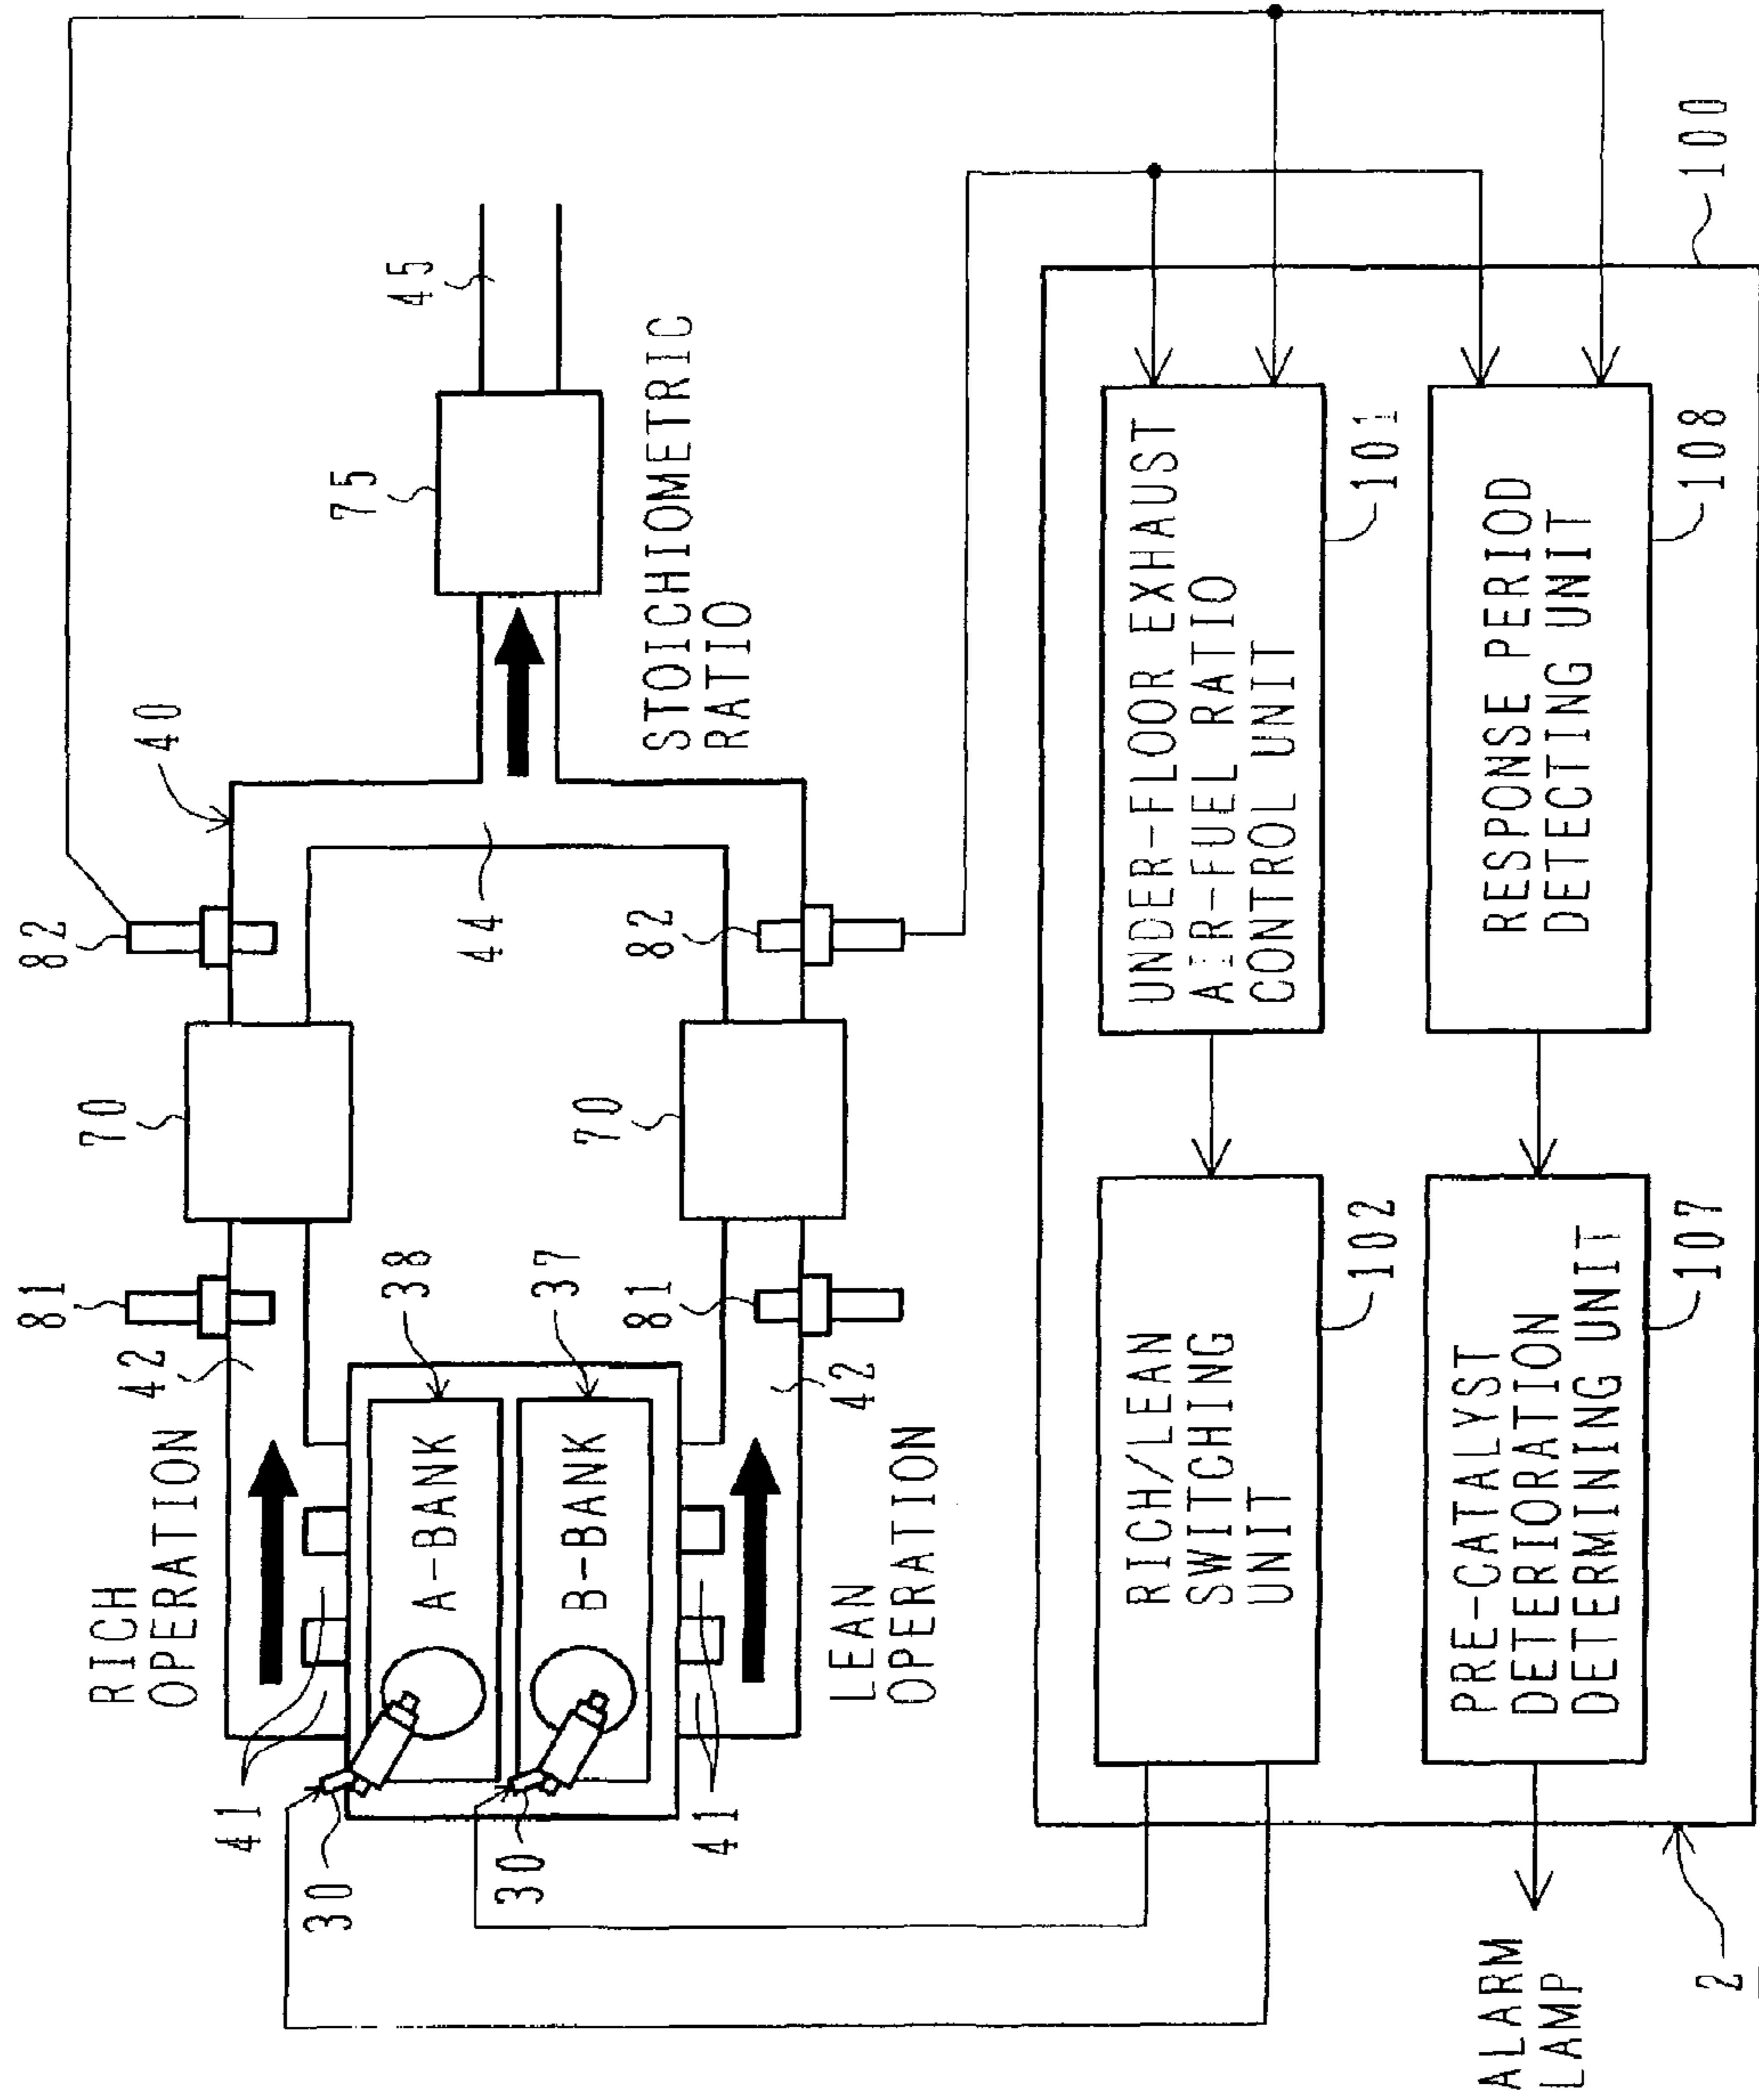 RICH
OPERATION
81
70
82
40
42
41
30
A-BANK
38
B-BANK
37
30
41
81
70
44
82
42
75
45
STOICHIOMETRIC
RATIO
LEAN
OPERATION
100
RICH/LEAN
SWITCHING
UNIT
102
UNDER-FLOOR EXHAUST
AIR-FUEL RATIO
CONTROL UNIT
101
PRE-CATALYST
DETERIORATION
DETERMINING UNIT
107
RESPONSE PERIOD
DETECTING UNIT
108
ALARM
LAMP
2